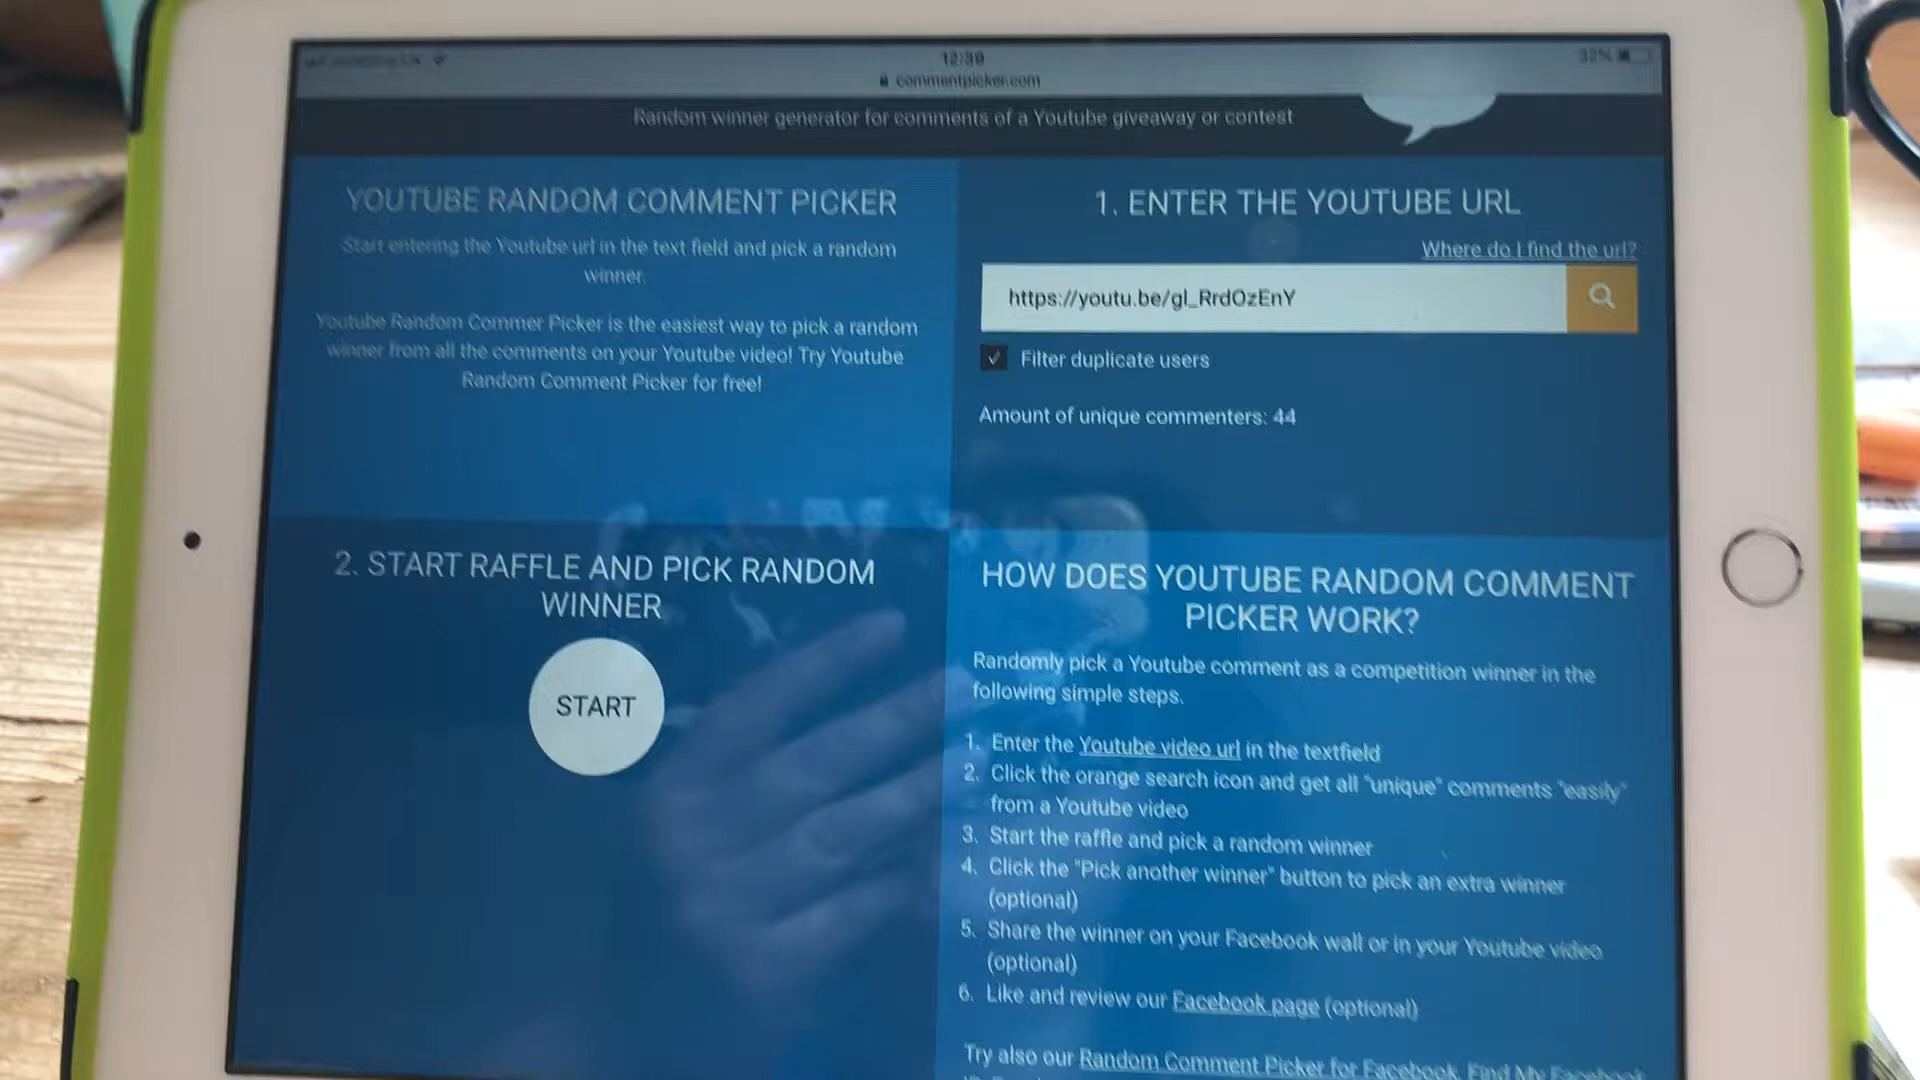 12:39
32%
commentpicker.com
Random winner generator for comments of a Youtube giveaway or contest
YOUTUBE RANDOM COMMENT PICKER
Start entering the Youtube url in the text field and pick a random
winner.
Youtube Random Commer Picker is the easiest way to pick a random
winner from all the comments on your Youtube video! Try Youtube
Random Comment Picker for free!
1. ENTER THE YOUTUBE URL
Where do I find the url?
https://youtu.be/gl_RrdOzEnY
Filter duplicate users
Amount of unique commenters: 44
2. START RAFFLE AND PICK RANDOM
WINNER
START
HOW DOES YOUTUBE RANDOM COMMENT
PICKER WORK?
Randomly pick a Youtube comment as a competition winner in the
following simple steps.
1. Enter the Youtube video url in the textfield
2. Click the orange search icon and get all "unique" comments "easily"
from a Youtube video
3. Start the raffle and pick a random winner
4. Click the "Pick another winner" button to pick an extra winner
(optional)
5. Share the winner on your Facebook wall or in your Youtube video
(optional)
6. Like and review our Facebook page (optional)
Try also our Random Comment Picker for Facebook, Find My Facebook